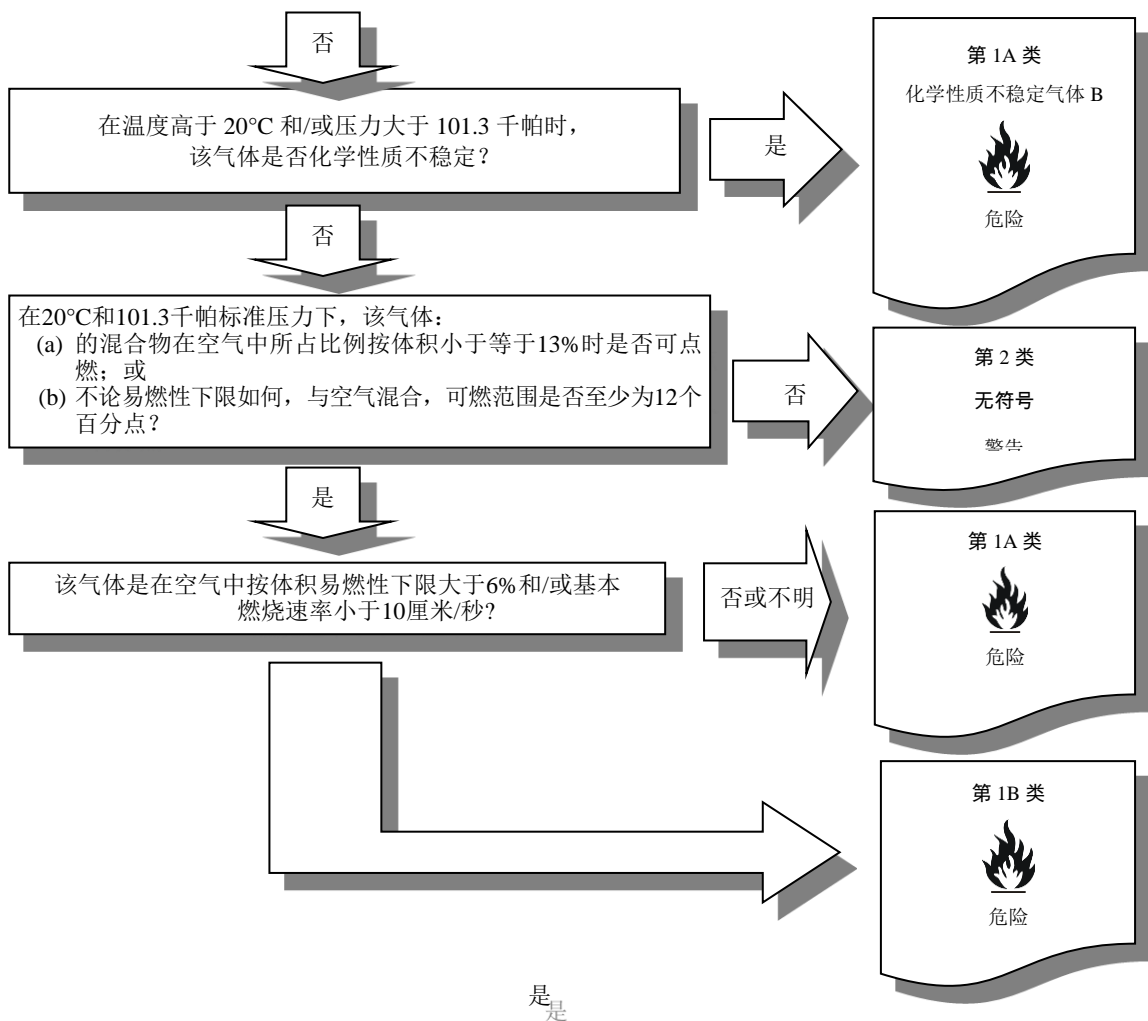 否
在温度高于 20°C 和/或压力大于 101.3 千帕时，
该气体是否化学性质不稳定？
是
第 1A 类
化学性质不稳定气体 B
危险
否
在20°C和101.3千帕标准压力下，该气体：
(a) 的混合物在空气中所占比例按体积小于等于13%时是否可点
燃；或
(b) 不论易燃性下限如何，与空气混合，可燃范围是否至少为12个
百分点？
否
第 2 类
无符号
警告
是
该气体是在空气中按体积易燃性下限大于6%和/或基本
燃烧速率小于10厘米/秒?
否或不明
第 1A 类
危险
第 1B 类
危险
是
是